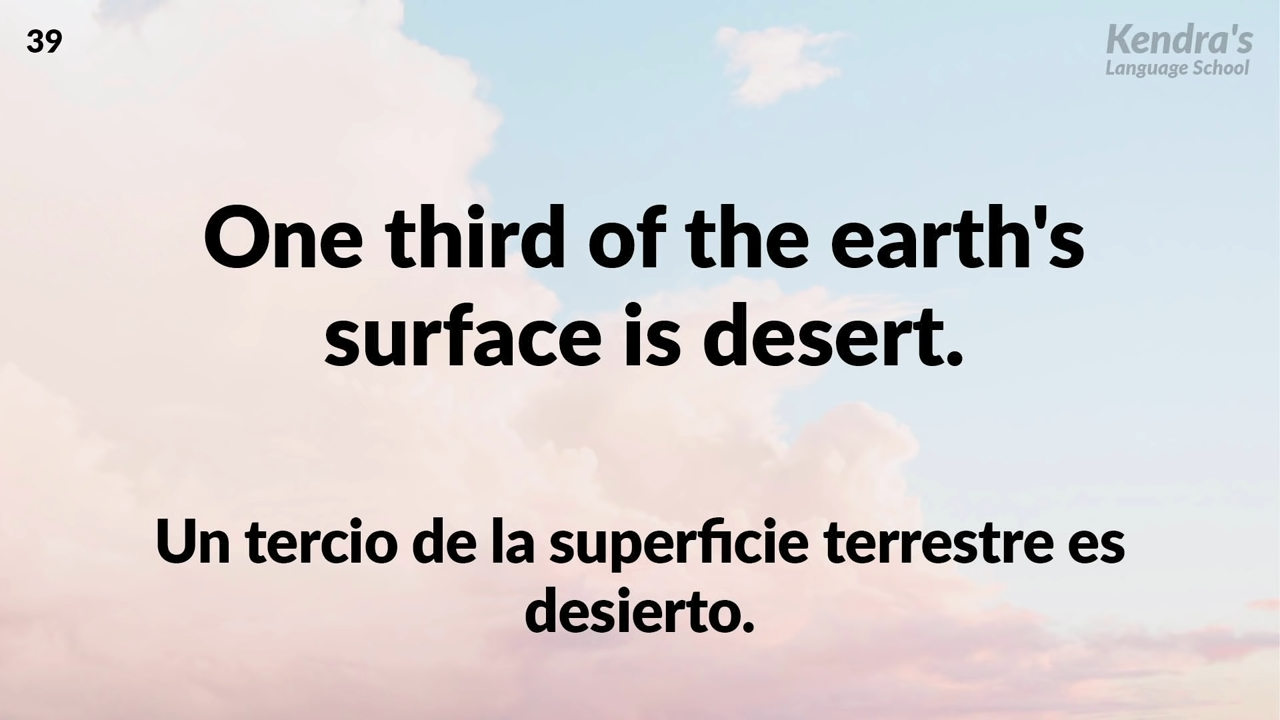 39
Kendra's
Language School
One third of the earth's
surface is desert.
Un tercio de la superficie terrestre es
desierto.